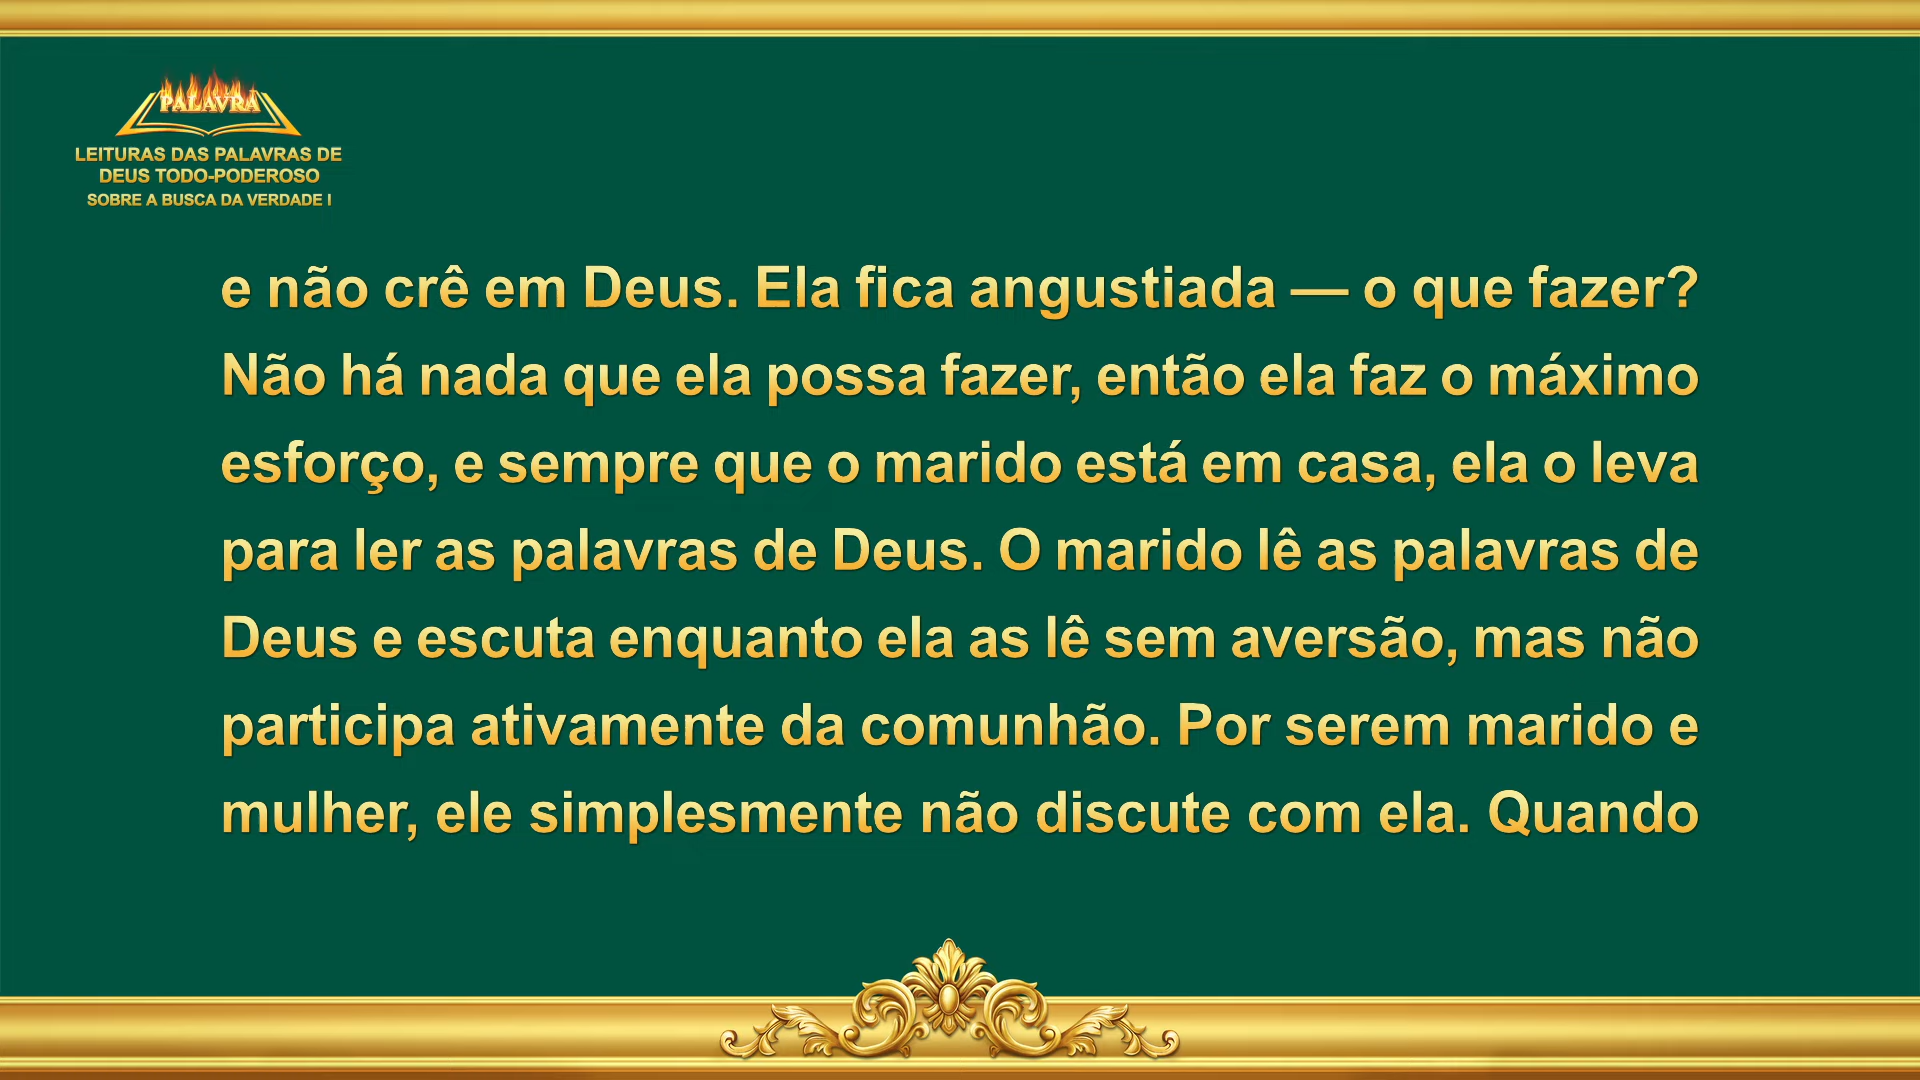 PALAVRA
LEITURAS DAS PALAVRAS DE
DEUS TODO-PODEROSO
SOBRE A BUSCA DA VERDADE I
e não crê em Deus. Ela fica angustiada — o que fazer?
Não há nada que ela possa fazer, então ela faz o máximo
esforço, e sempre que o marido está em casa, ela o leva
para ler as palavras de Deus. O marido lê as palavras de
Deus e escuta enquanto ela as lê sem aversão, mas não
participa ativamente da comunhão. Por serem marido e
mulher, ele simplesmente não discute com ela. Quando